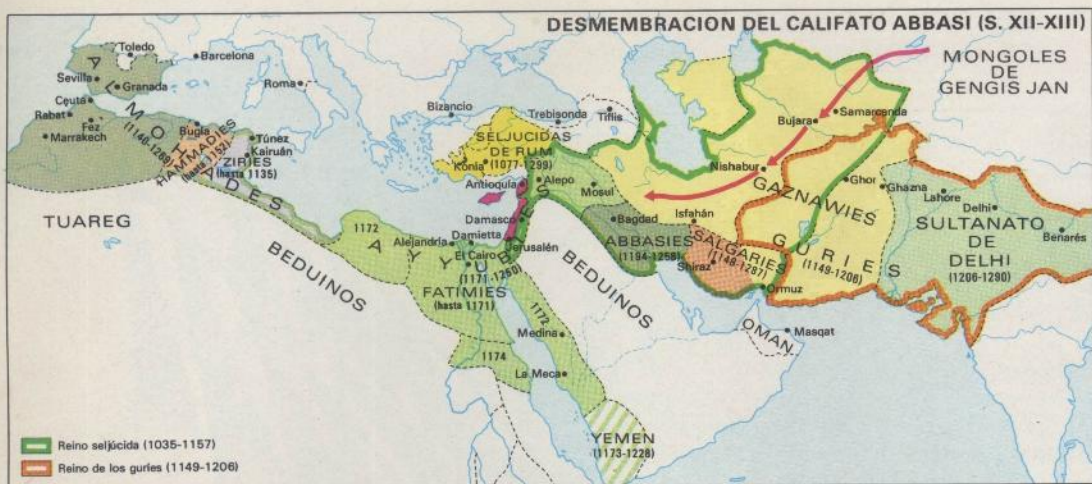 DESMEMBRACION DEL CALIFATO ABBASI (S. XII-XIII)
MONGOLES
DE
GENGIS JAN
Toledo
Barcelona
Sevilla
Granada
Roma
Ceuta
Rabat
Fez
Marrakech
ALMOHADES
(1146-1269)
Bugia
HAMMADIES
(hasta 1152)
Túnez
Kairuán
ZIRIES
(hasta 1135)
TUAREG
BEDUINOS
Bizancio
Trebisonda
Tiflis
SELJUCIDAS
DE RUM
(1077-1299)
Konia
Antioquía
Alepo
Mosul
Damasco
Jerusalén
Alejandría
Damietta
El Cairo
1172
AYYUBIES
(1171-1250)
FATIMIES
(hasta 1171)
1174
1172
Medina
La Meca
YEMEN
(1173-1228)
BEDUINOS
Bagdad
ABBASIES
(1194-1258)
Isfahán
SALGARIES
(1148-1287)
Shiraz
Ormuz
OMAN
Masqat
Samarcanda
Bujara
Nishabur
GAZNAWIES
Ghor
Ghazna
GURIES
(1149-1206)
Lahore
Delhi
SULTANATO
DE
DELHI
(1206-1290)
Benarés
Reino seljúcida (1035-1157)
Reino de los guríes (1149-1206)